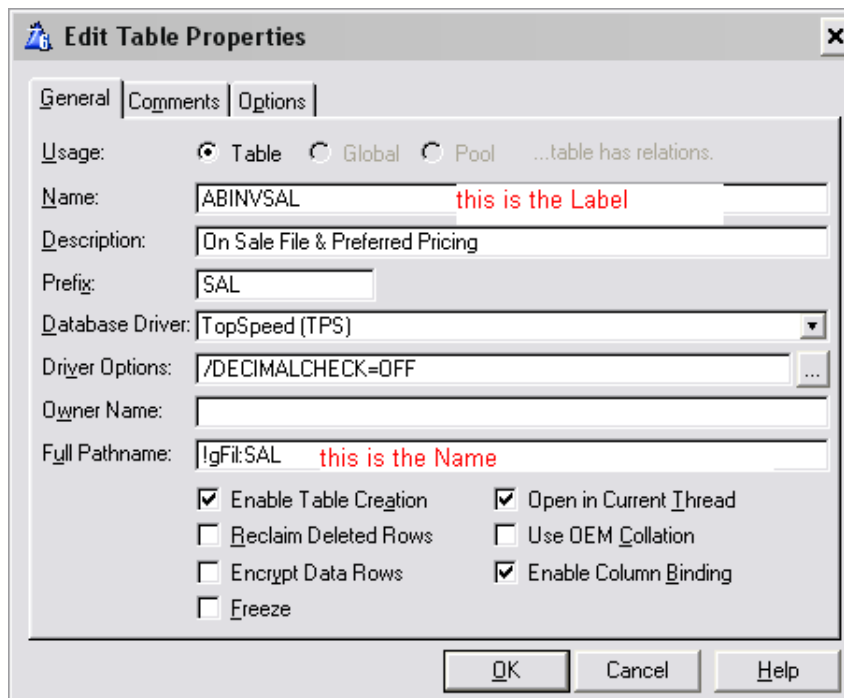 Edit Table Properties
General Comments Options
Usage: Table Global Pool ...table has relations.
Name: ABINVSAL this is the Label
Description: On Sale File & Preferred Pricing
Prefix: SAL
Database Driver: TopSpeed (TPS)
Driver Options: /DECIMALCHECK=OFF ...
Owner Name:
Full Pathname: !gFil:SAL this is the Name
Enable Table Creation Open in Current Thread
Reclaim Deleted Rows Use OEM Collation
Encrypt Data Rows Enable Column Binding
Freeze
OK Cancel Help